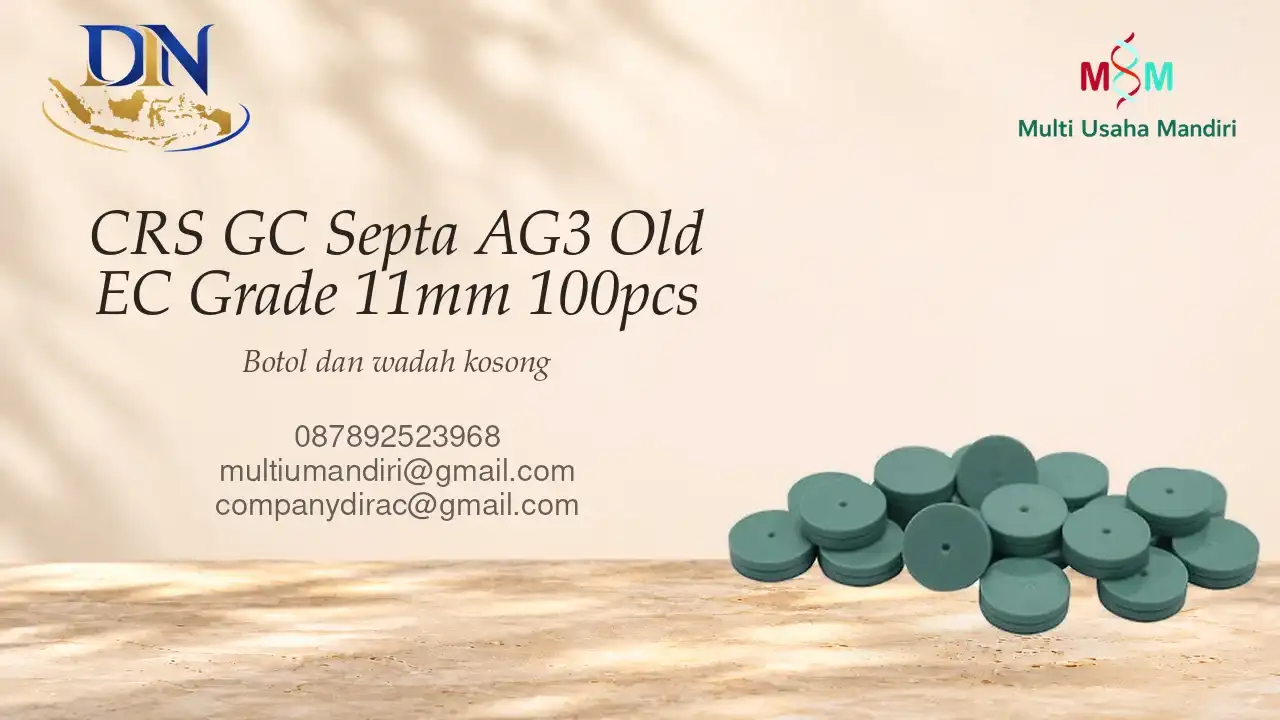 DIN
M M
Multi Usaha Mandiri
CRS GC Septa AG3 Old
EC Grade 11mm 100pcs
Botol dan wadah kosong
087892523968
multiumandiri@gmail.com
companydirac@gmail.com